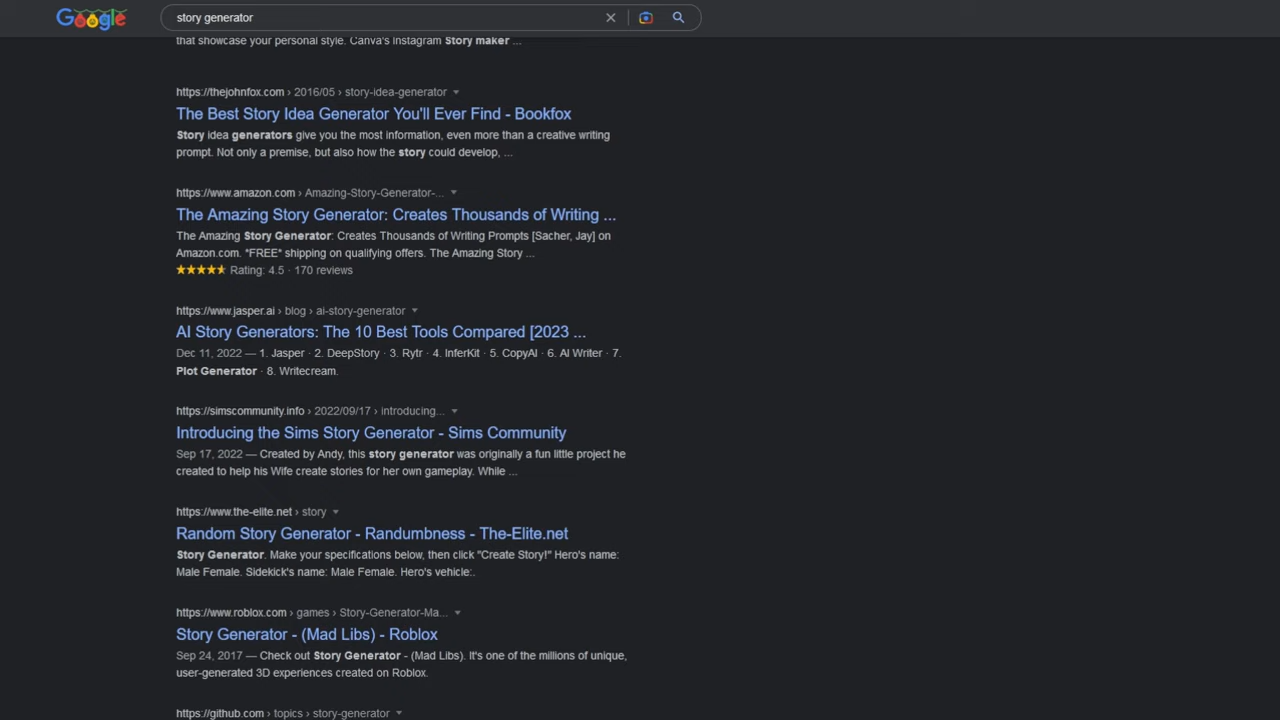 Google
story generator
that showcase your personal style. Canva's Instagram Story maker ...
https://thejohnfox.com › 2016/05 › story-idea-generator
The Best Story Idea Generator You'll Ever Find - Bookfox
Story idea generators give you the most information, even more than a creative writing
prompt. Not only a premise, but also how the story could develop, ...
https://www.amazon.com › Amazing-Story-Generator-...
The Amazing Story Generator: Creates Thousands of Writing ...
The Amazing Story Generator: Creates Thousands of Writing Prompts [Sacher, Jay] on
Amazon.com. *FREE* shipping on qualifying offers. The Amazing Story ...
Rating: 4.5 · 170 reviews
https://www.jasper.ai › blog › ai-story-generator
AI Story Generators: The 10 Best Tools Compared [2023 ...
Dec 11, 2022 — 1. Jasper · 2. DeepStory · 3. Rytr · 4. InferKit · 5. CopyAI · 6. AI Writer · 7.
Plot Generator · 8. Writecream.
https://simscommunity.info › 2022/09/17 › introducing...
Introducing the Sims Story Generator - Sims Community
Sep 17, 2022 — Created by Andy, this story generator was originally a fun little project he
created to help his Wife create stories for her own gameplay. While ...
https://www.the-elite.net › story
Random Story Generator - Randumbness - The-Elite.net
Story Generator. Make your specifications below, then click "Create Story!" Hero's name:
Male Female. Sidekick's name: Male Female. Hero's vehicle:.
https://www.roblox.com › games › Story-Generator-Ma...
Story Generator - (Mad Libs) - Roblox
Sep 24, 2017 — Check out Story Generator - (Mad Libs). It's one of the millions of unique,
user-generated 3D experiences created on Roblox.
https://github.com › topics › story-generator